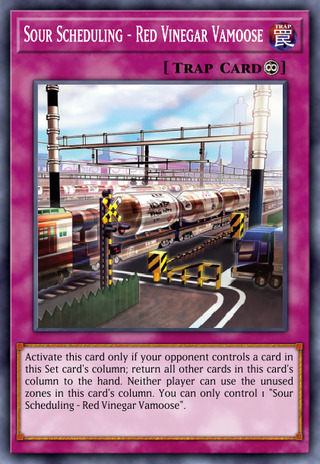 Sour Scheduling - Red Vinegar Vamoose
TRAP
罠
[ Trap Card ]
Activate this card only if your opponent controls a card in
this Set card's column; return all other cards in this card's
column to the hand. Neither player can use the unused
zones in this card's column. You can only control 1 "Sour
Scheduling - Red Vinegar Vamoose".